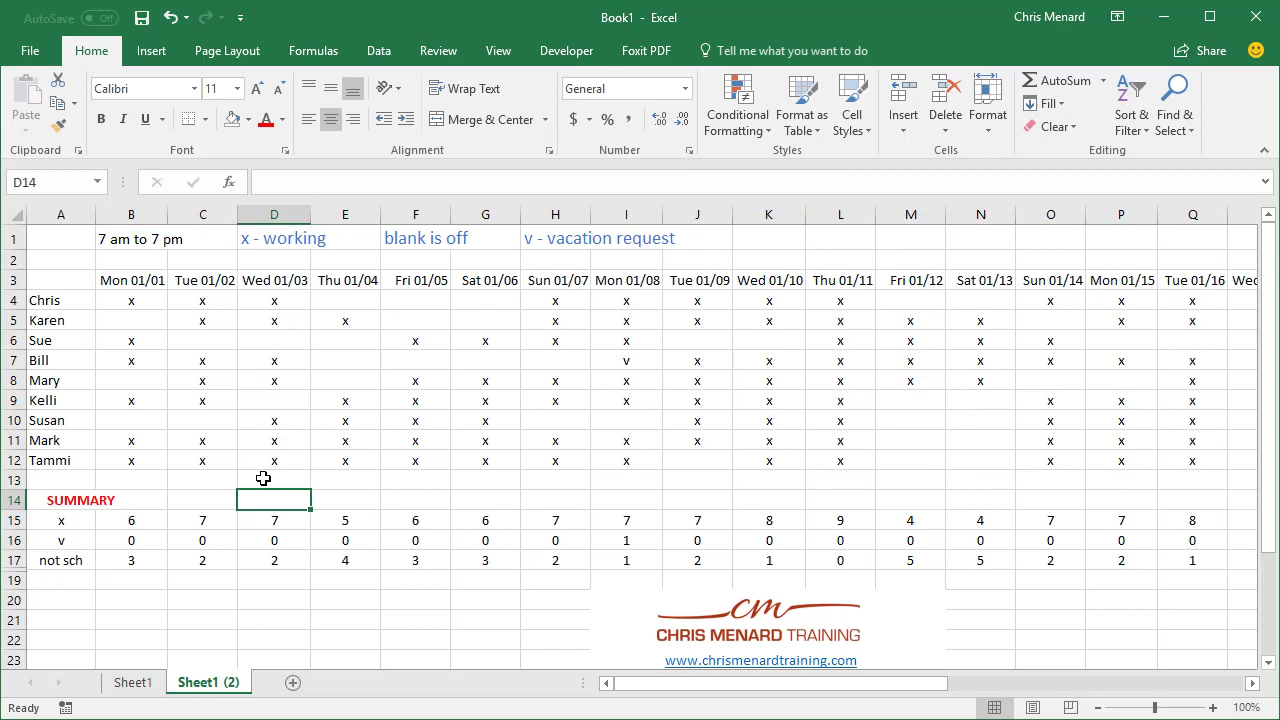 AutoSave Off Book1 - Excel Chris Menard
File Home Insert Page Layout Formulas Data Review View Developer Foxit PDF Tell me what you want to do Share
Paste Calibri 11 Wrap Text General Conditional Formatting Format as Table Cell Styles Insert Delete Format AutoSum Sort & Filter Find & Select
B I U Merge & Center $ % , Fill
Clear
Clipboard Font Alignment Number Styles Cells Editing
D14 fx
A B C D E F G H I J K L M N O P Q
1 7 am to 7 pm x - working blank is off v - vacation request
2
3 Mon 01/01 Tue 01/02 Wed 01/03 Thu 01/04 Fri 01/05 Sat 01/06 Sun 01/07 Mon 01/08 Tue 01/09 Wed 01/10 Thu 01/11 Fri 01/12 Sat 01/13 Sun 01/14 Mon 01/15 Tue 01/16 Wed
4 Chris x x x x x x x x x x x
5 Karen x x x x x x x x x x x x
6 Sue x x x x x x x x x
7 Bill x x x v x x x x x x x x
8 Mary x x x x x x x x x x x x
9 Kelli x x x x x x x x x x x x
10 Susan x x x x x x x x x x
11 Mark x x x x x x x x x x x x x x
12 Tammi x x x x x x x x x x x x x
13
14 SUMMARY
15 x 6 7 7 5 6 6 7 7 7 8 9 4 4 7 7 8
16 v 0 0 0 0 0 0 0 1 0 0 0 0 0 0 0 0
17 not sch 3 2 2 4 3 3 2 1 2 1 0 5 5 2 2 1
19
20 cm
21 CHRIS MENARD TRAINING
22
23 www.chrismenardtraining.com
Sheet1 Sheet1 (2)
Ready 100%